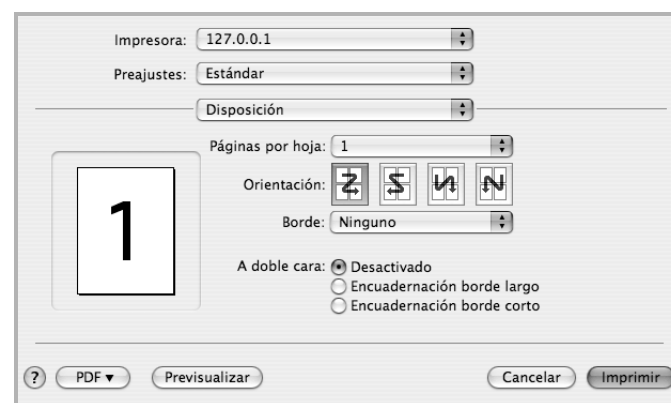 Impresora: 127.0.0.1
Preajustes: Estándar
Disposición
Páginas por hoja: 1
Orientación:
Borde: Ninguno
1
A doble cara: Desactivado
Encuadernación borde largo
Encuadernación borde corto
? PDF▼ Previsualizar Cancelar Imprimir